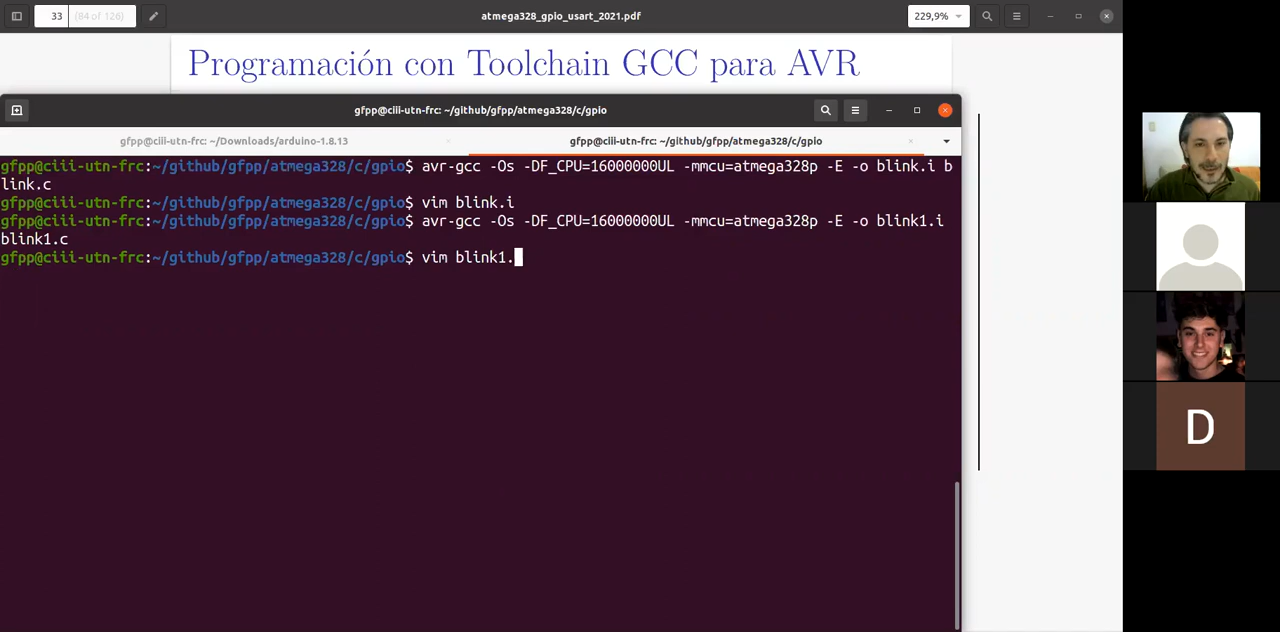 33 (84 of 126) atmega328_gpio_usart_2021.pdf 229,9%
Programación con Toolchain GCC para AVR
gfpp@ciii-utn-frc: ~/github/gfpp/atmega328/c/gpio
gfpp@ciii-utn-frc: ~/Downloads/arduino-1.8.13 gfpp@ciii-utn-frc: ~/github/gfpp/atmega328/c/gpio
gfpp@ciii-utn-frc:~/github/gfpp/atmega328/c/gpio$ avr-gcc -Os -DF_CPU=16000000UL -mmcu=atmega328p -E -o blink.i b
link.c
gfpp@ciii-utn-frc:~/github/gfpp/atmega328/c/gpio$ vim blink.i
gfpp@ciii-utn-frc:~/github/gfpp/atmega328/c/gpio$ avr-gcc -Os -DF_CPU=16000000UL -mmcu=atmega328p -E -o blink1.i
blink1.c
gfpp@ciii-utn-frc:~/github/gfpp/atmega328/c/gpio$ vim blink1.
D